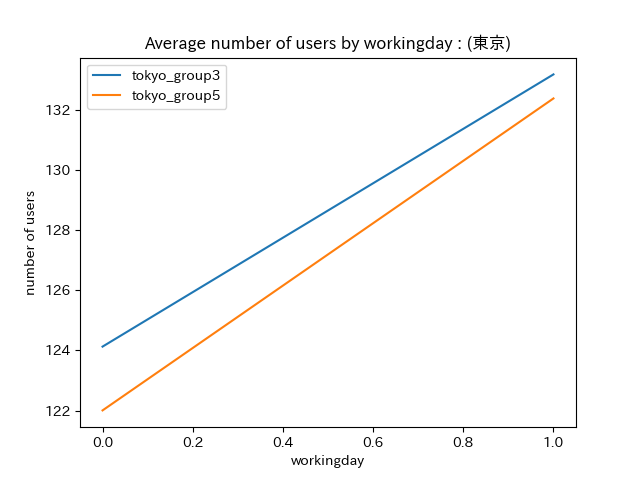 Average number of users by workingday : (東京)
tokyo_group3
tokyo_group5
number of users
132
130
128
126
124
122
0.0 0.2 0.4 0.6 0.8 1.0
workingday